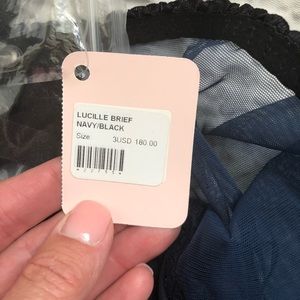 LUCILLE BRIEF
NAVY/BLACK
Size 3USD 180.00